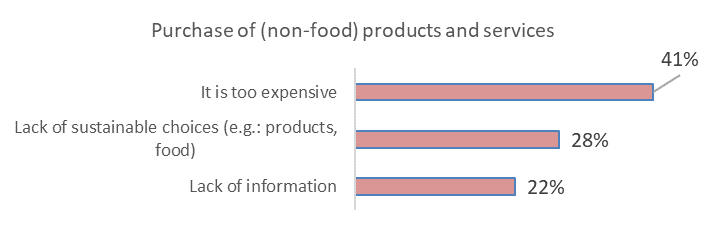 Purchase of (non-food) products and services
41%
It is too expensive
Lack of sustainable choices (e.g.: products,
food)
28%
Lack of information
22%